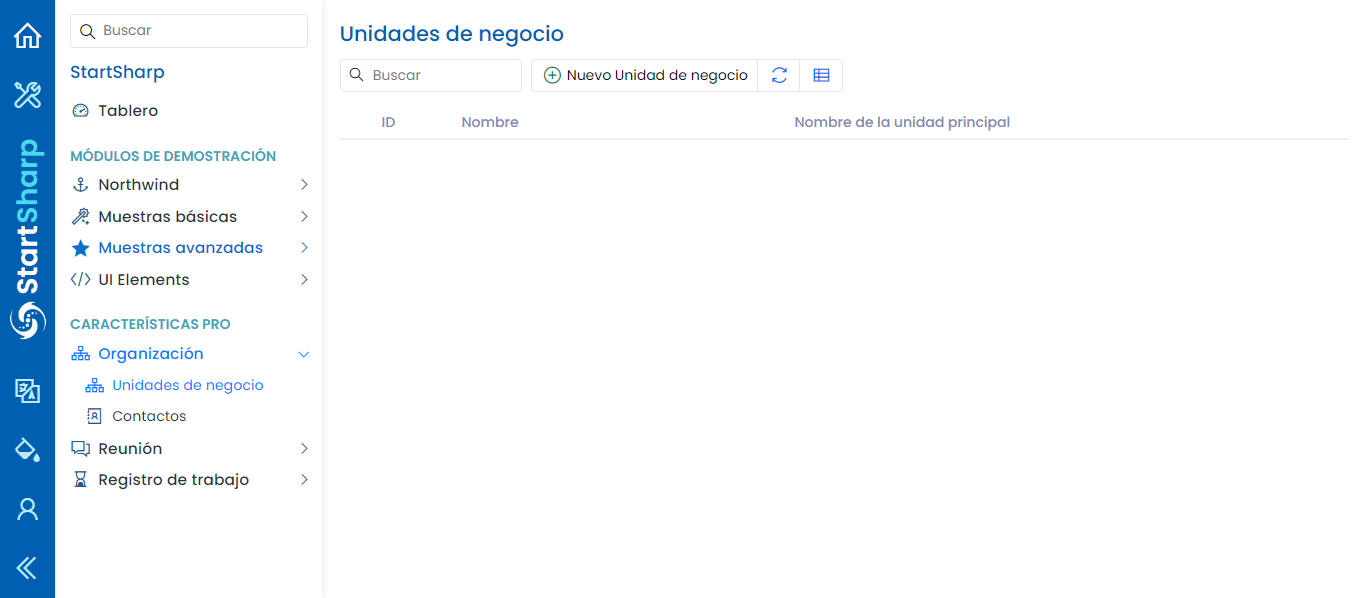 StartSharp
Buscar
StartSharp
Tablero
MÓDULOS DE DEMOSTRACIÓN
Northwind
Muestras básicas
Muestras avanzadas
UI Elements
CARACTERÍSTICAS PRO
Organización
Unidades de negocio
Contactos
Reunión
Registro de trabajo
Unidades de negocio
Buscar
Nuevo Unidad de negocio
ID Nombre Nombre de la unidad principal